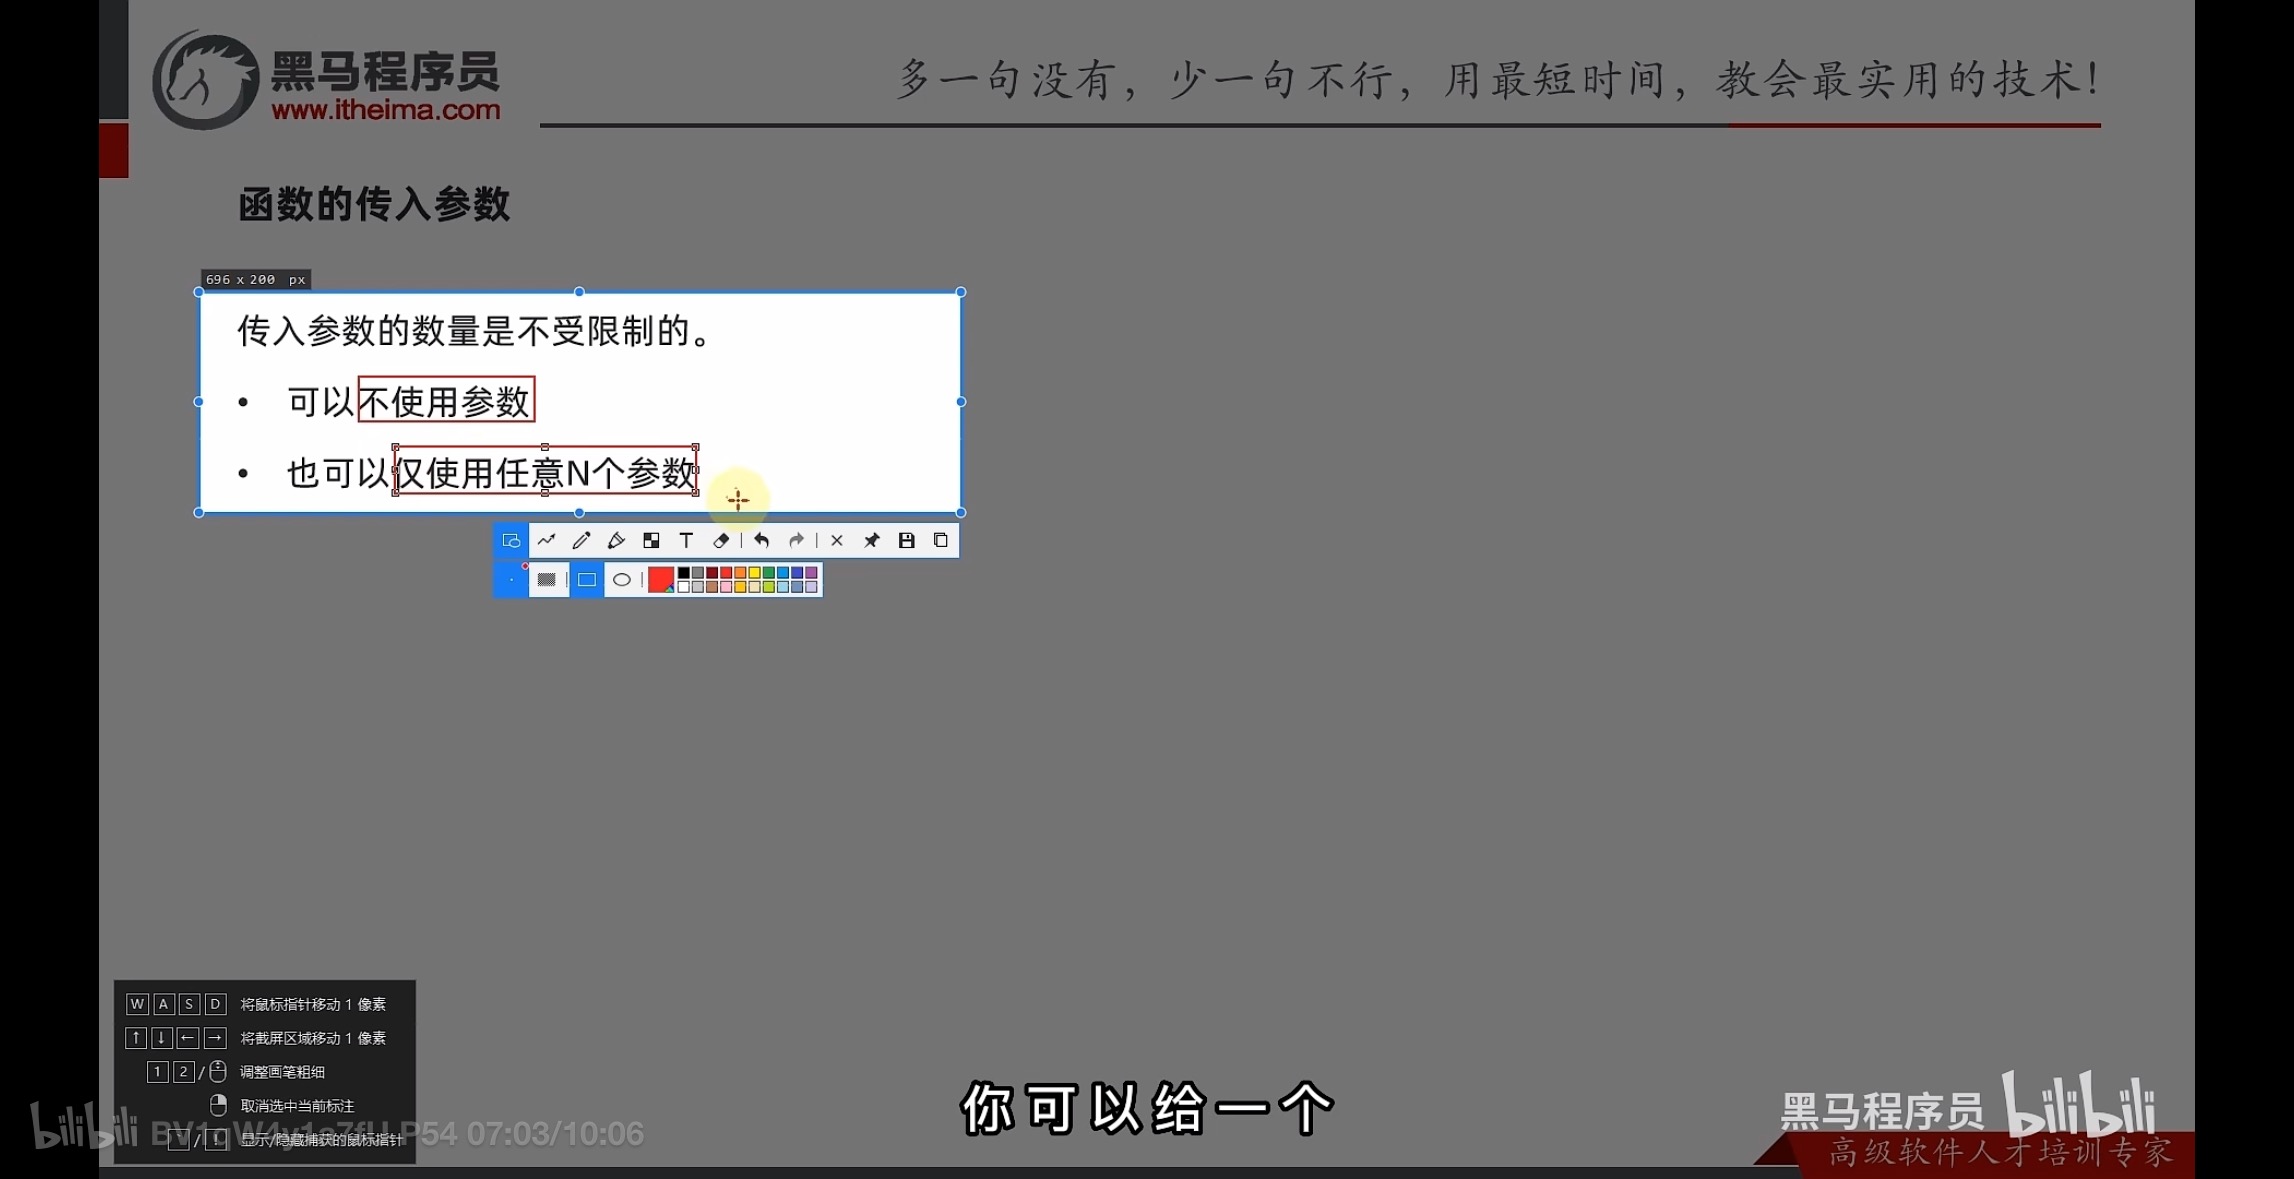 黑马程序员
www.itheima.com
多一句没有，少一句不行，用最短时间，教会最实用的技术！
函数的传入参数
696 x 200 px
传入参数的数量是不受限制的。
• 可以不使用参数
• 也可以仅使用任意N个参数
T
W A S D 将鼠标指针移动 1 像素
↑ ↓ ← → 将截屏区域移动 1 像素
1 2 / 调整画笔粗细
取消选中当前标注
/ 显示/隐藏捕获的鼠标指针
bilibili
P54 07:03/10:06
你可以给一个
黑马程序员 bilibili
高级软件人才培训专家